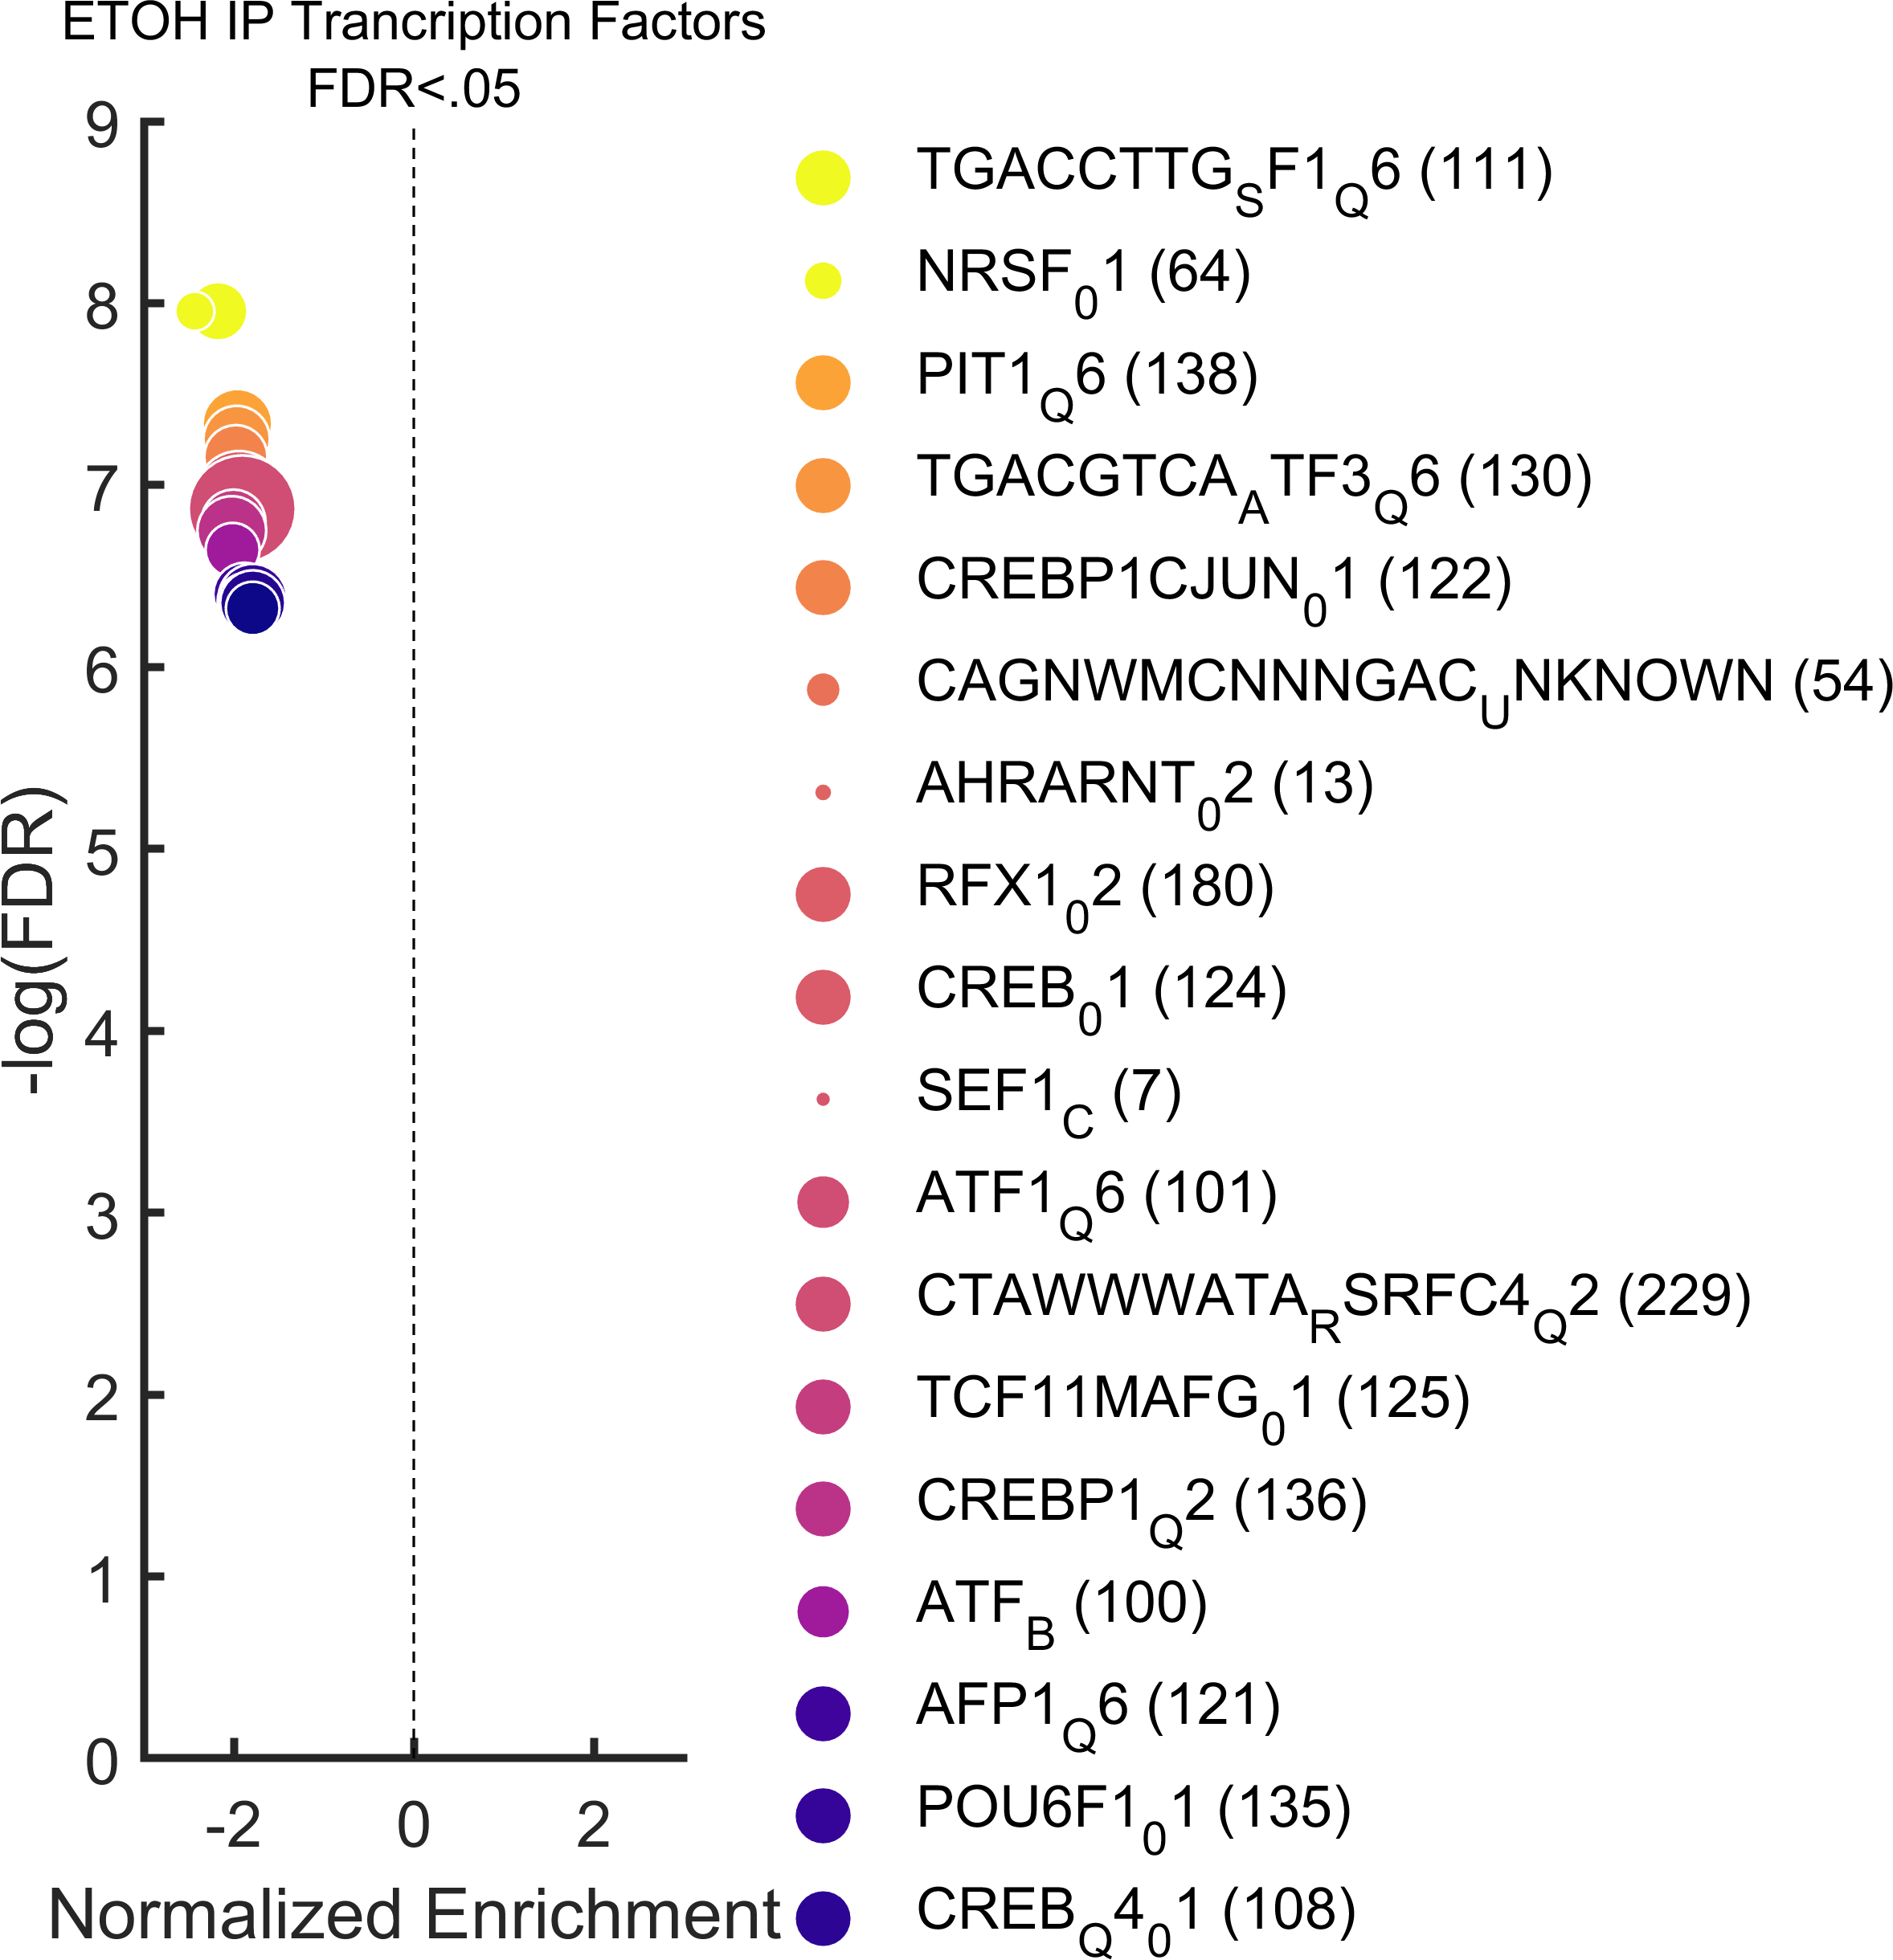 ETOH IP Trancription Factors
FDR<.05
9
8
7
6
5
4
3
2
1
0
-log(FDR)
-2 0 2
Normalized Enrichment
TGACCTTGSF1Q6 (111)
NRSF01 (64)
PIT1Q6 (138)
TGACGTCAATF3Q6 (130)
CREBP1CJUN01 (122)
CAGNWMCNNNNGACUNKNOWN (54)
AHRARNT02 (13)
RFX102 (180)
CREB01 (124)
SEF1C (7)
ATF1Q6 (101)
CTAWWWATARSRFC4Q2 (229)
TCF11MAFG01 (125)
CREBP1Q2 (136)
ATFB (100)
AFP1Q6 (121)
POU6F101 (135)
CREBQ401 (108)